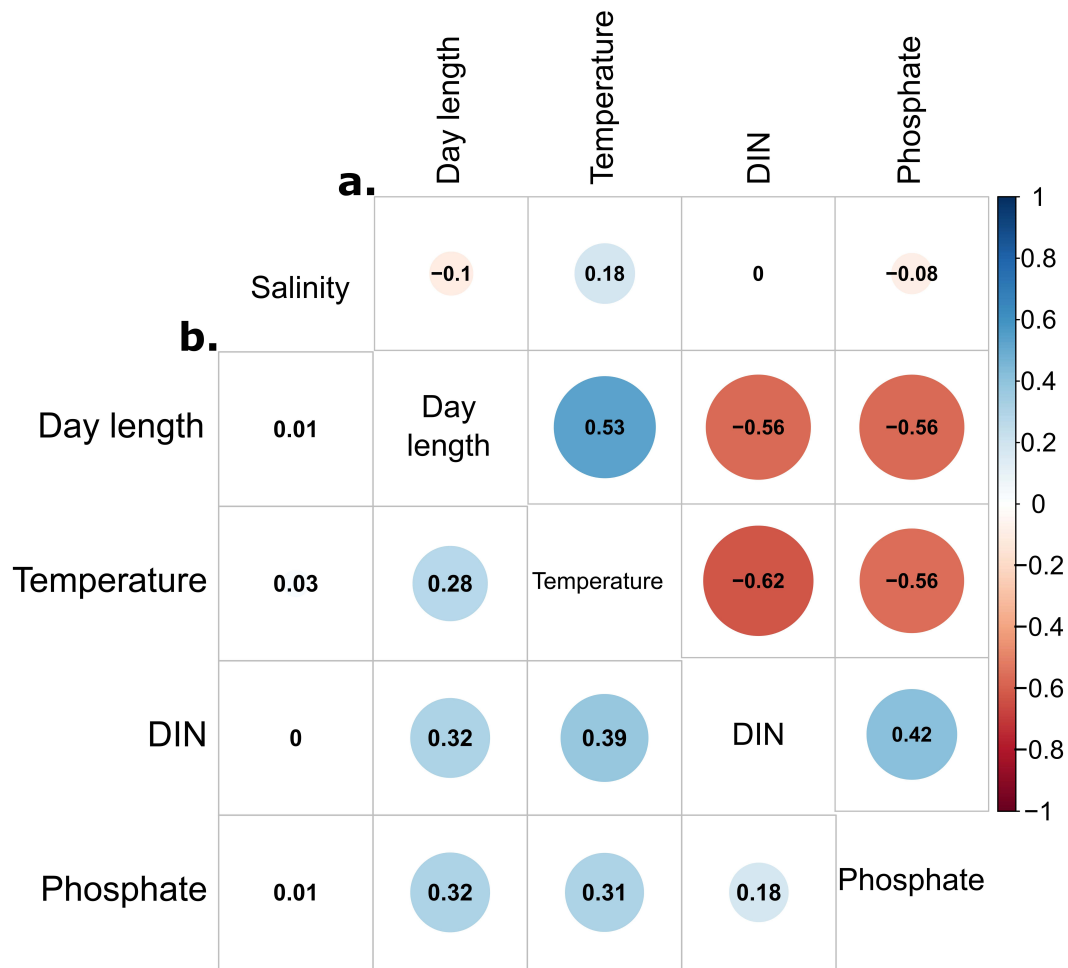 Day length Temperature DIN Phosphate
a.
1
Salinity −0.1 0.18 0 −0.08
0.8
0.6
b.
0.4
Day length 0.01 Day length 0.53 −0.56 −0.56
0.2
0
Temperature 0.03 0.28 Temperature −0.62 −0.56
−0.2
−0.4
−0.6
DIN 0 0.32 0.39 DIN 0.42
−0.8
−1
Phosphate 0.01 0.32 0.31 0.18 Phosphate